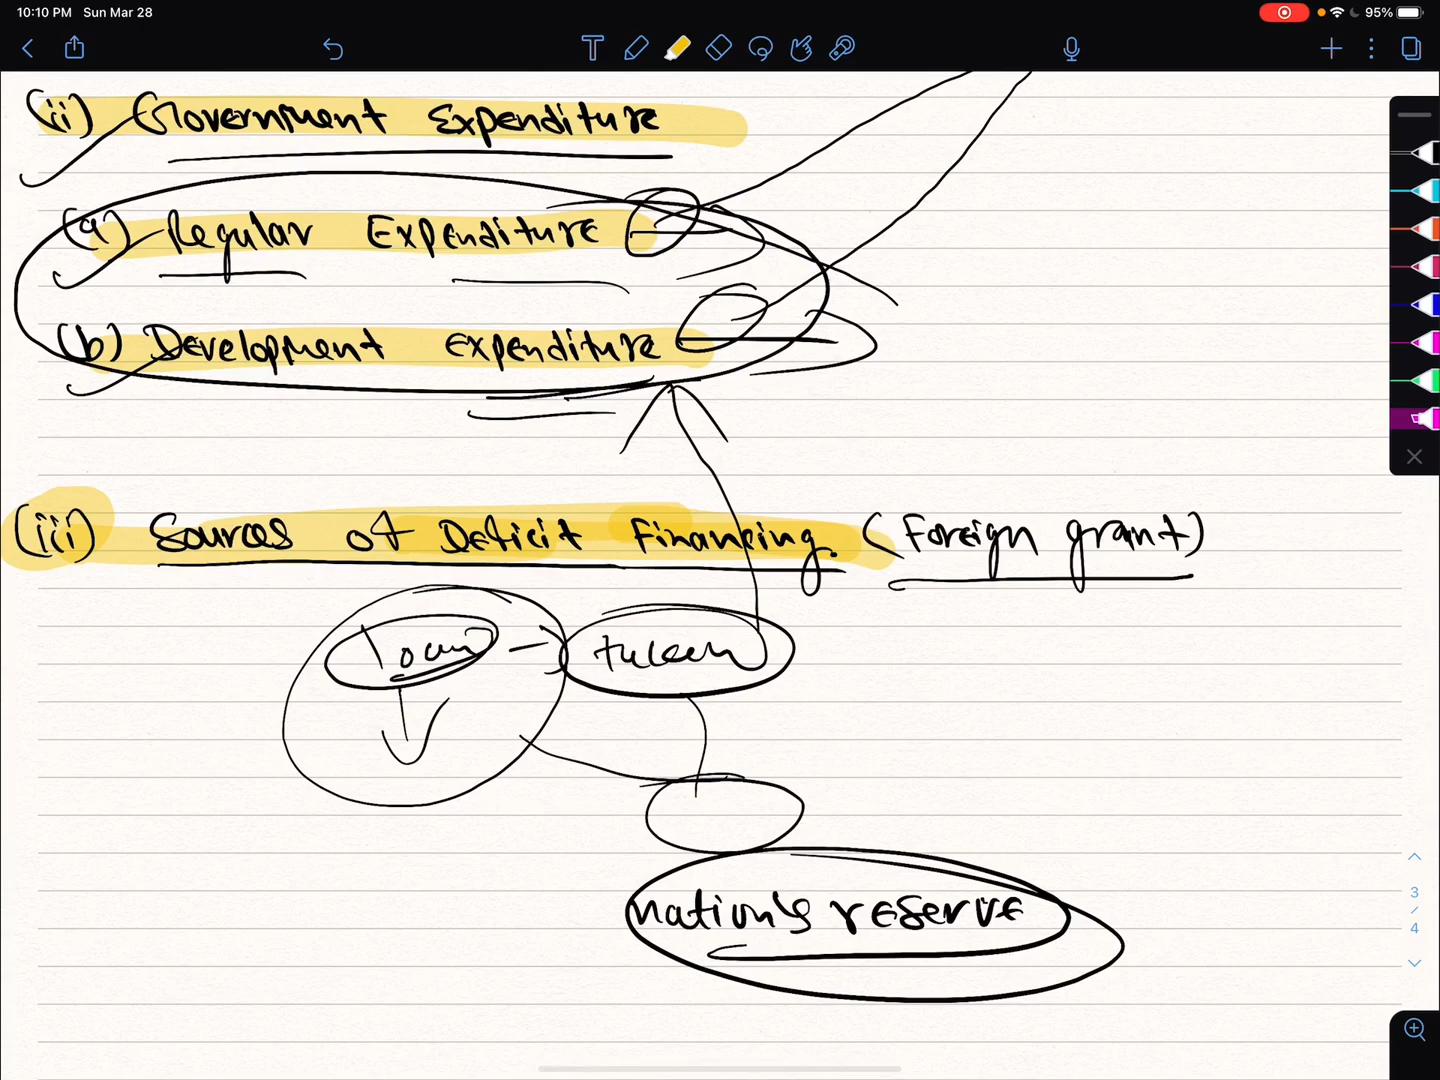 10:10 PM Sun Mar 28 95%
(ii) Government Expenditure
(a) Regular Expenditure
(b) Development Expenditure
(iii) Sources of Deficit Financing. (Foreign grant)
loan
nation's reserve
3
/
4